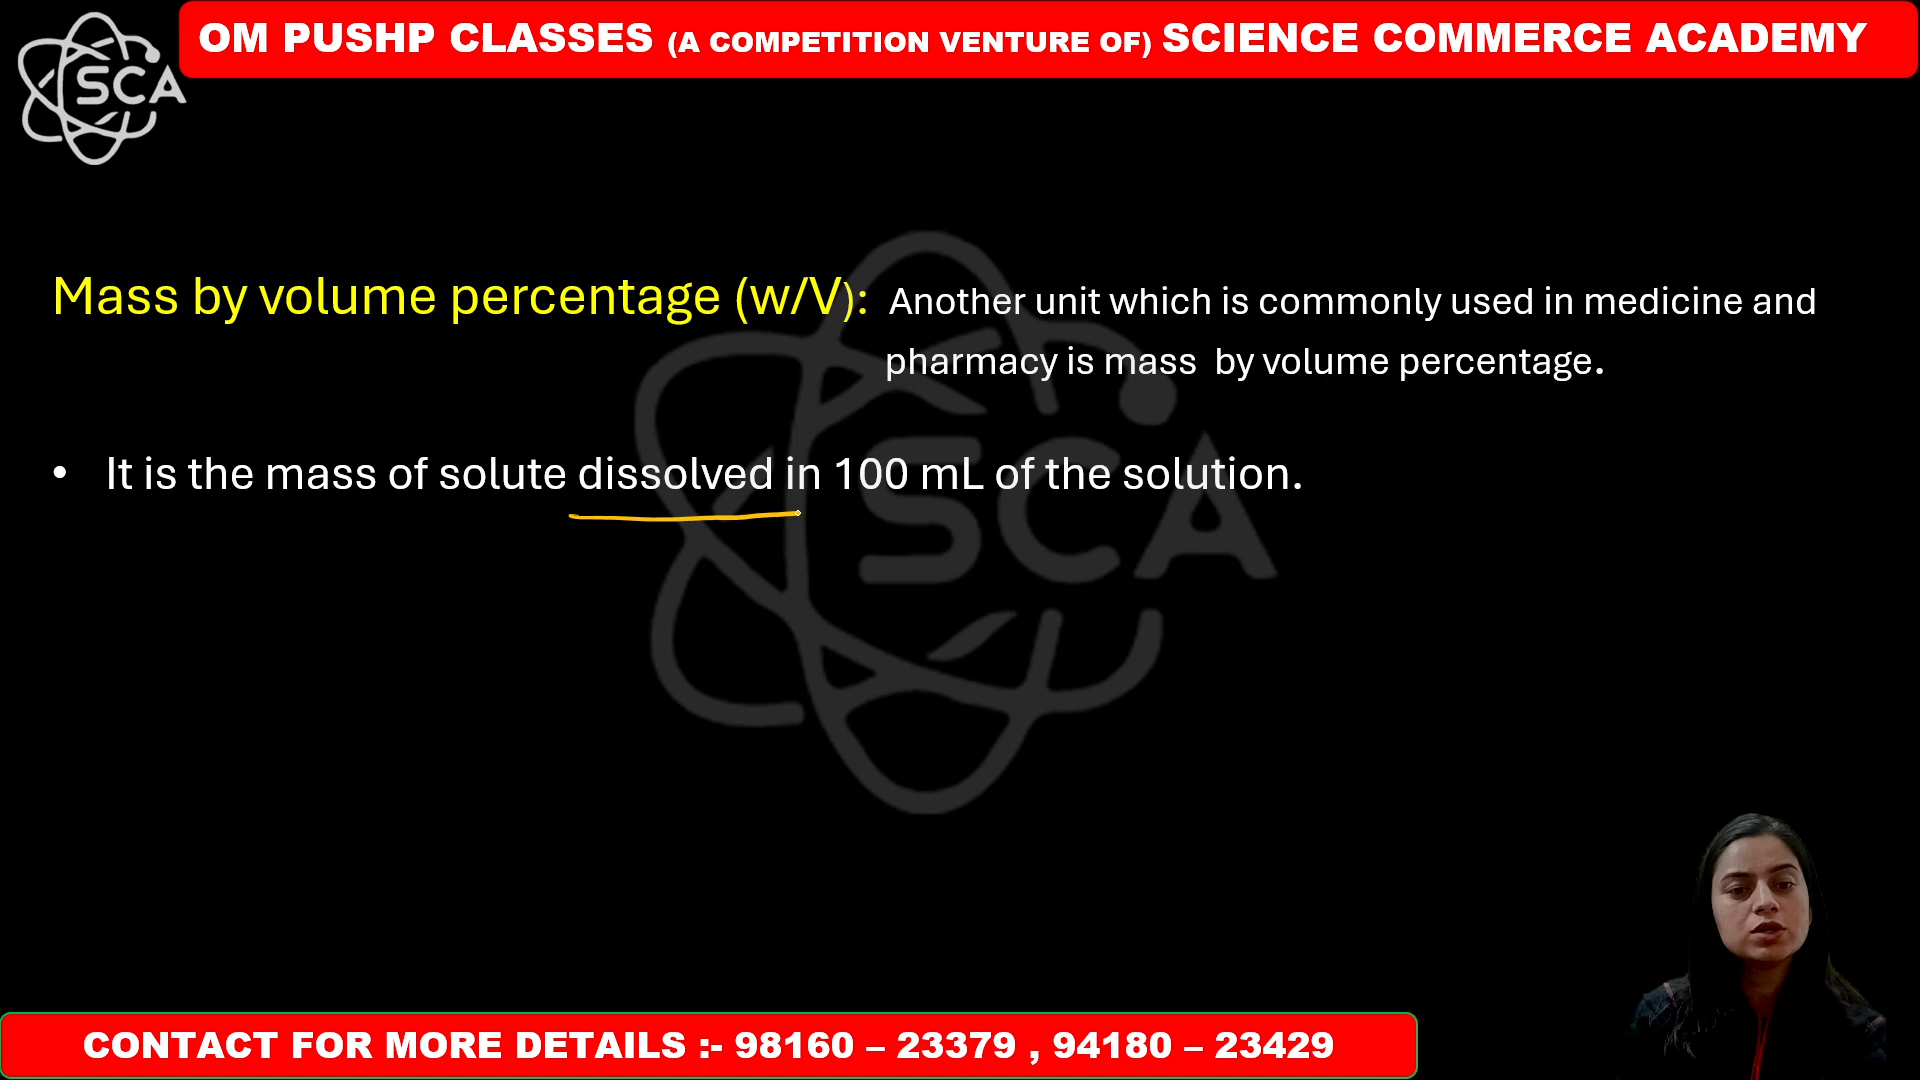 OM PUSHP CLASSES (A COMPETITION VENTURE OF) SCIENCE COMMERCE ACADEMY
SCA
Mass by volume percentage (w/V): Another unit which is commonly used in medicine and
pharmacy is mass by volume percentage.
• It is the mass of solute dissolved in 100 mL of the solution.
SCA
CONTACT FOR MORE DETAILS :- 98160 – 23379 , 94180 – 23429